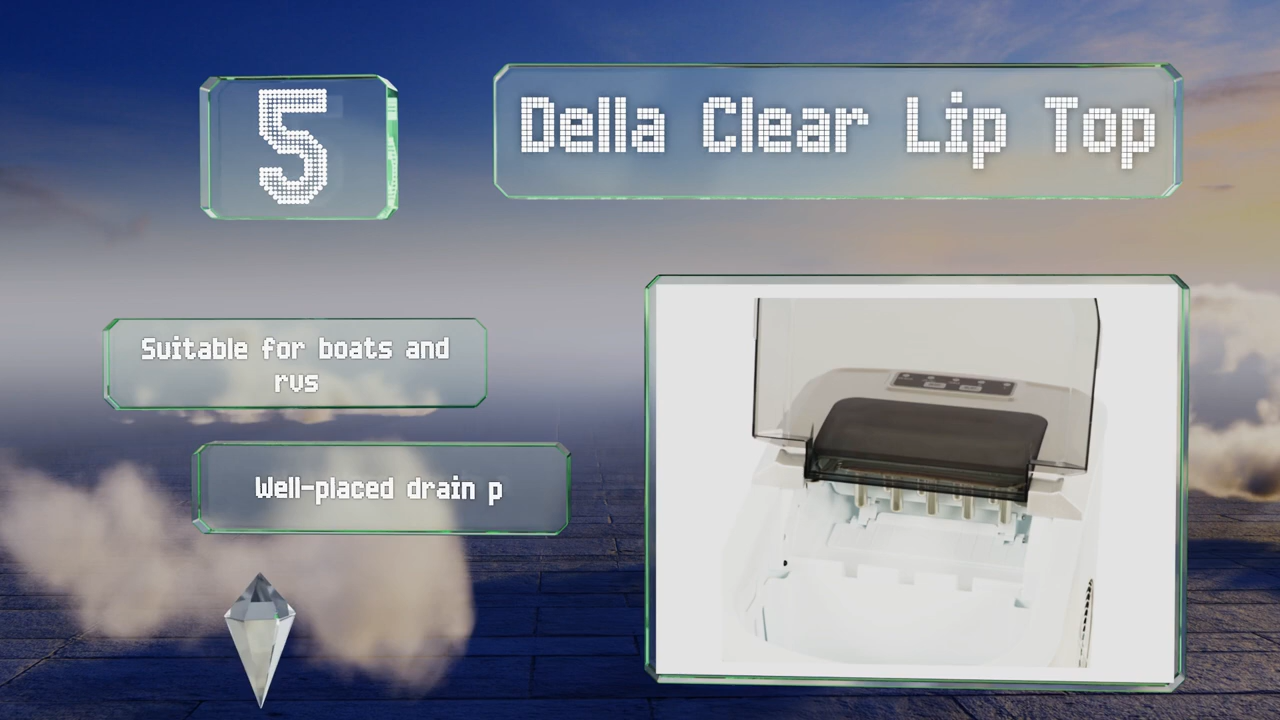 5
Della Clear Lip Top
Suitable for boats and
rvs
Well-placed drain p